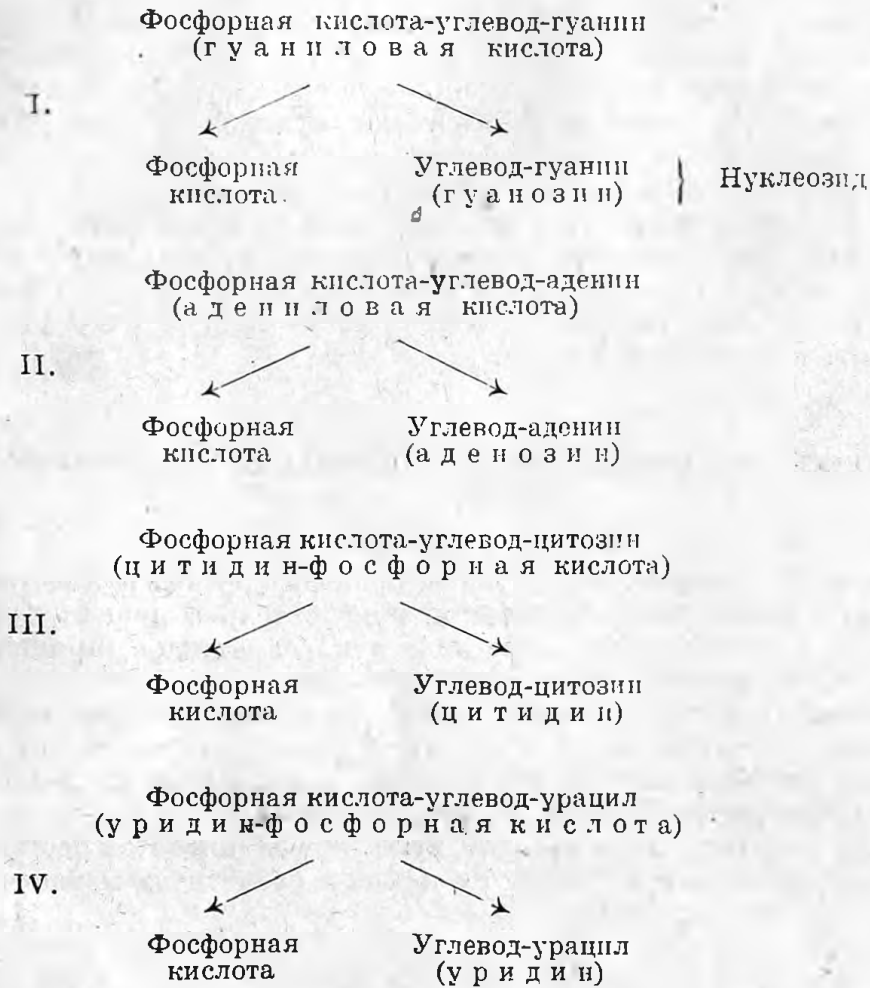 Фосфорная кислота-углевод-гуанин
(гуаниловая кислота)
I.
Фосфорная кислота
Углевод-гуанин (гуанозин)
} Нуклеозид
Фосфорная кислота-углевод-аденин
(адениловая кислота)
II.
Фосфорная кислота
Углевод-аденин (аденозин)
Фосфорная кислота-углевод-цитозин
(цитидин-фосфорная кислота)
III.
Фосфорная кислота
Углевод-цитозин (цитидин)
Фосфорная кислота-углевод-урацил
(уридин-фосфорная кислота)
IV.
Фосфорная кислота
Углевод-урацил (уридин)